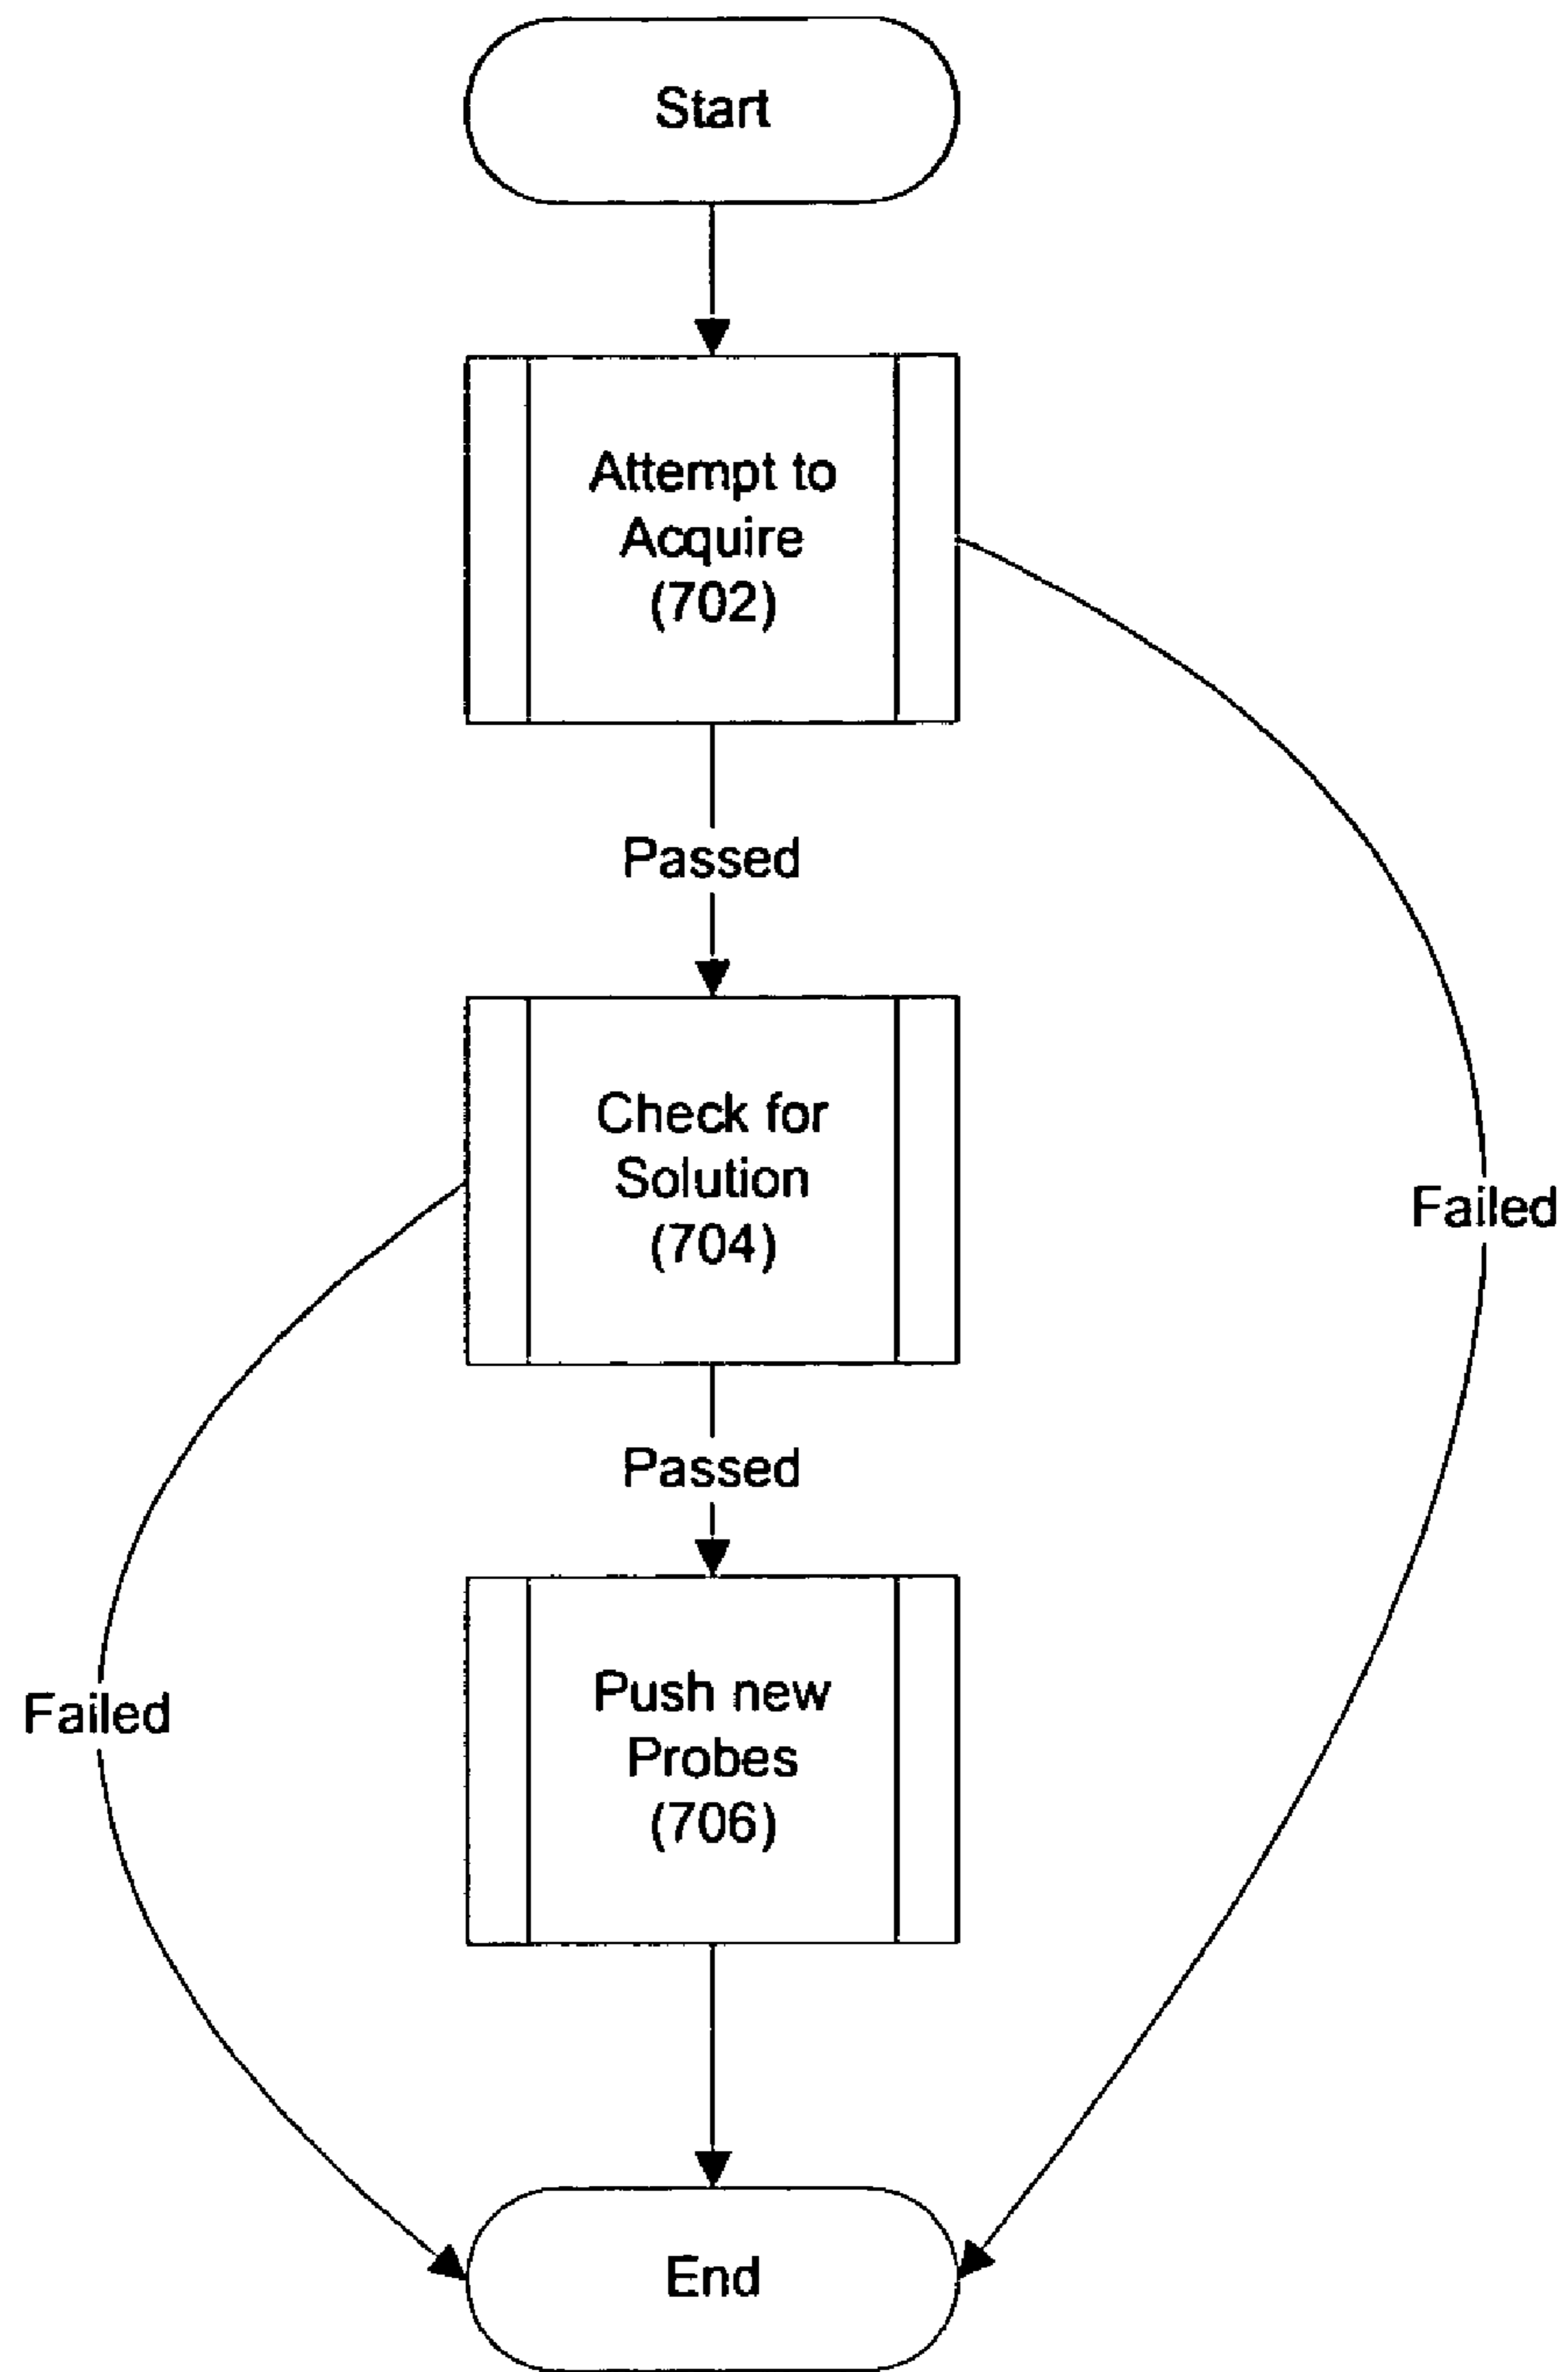 Start
Attempt to
Acquire
(702)
Passed
Check for
Solution
(704)
Failed
Passed
Push new
Probes
(706)
Failed
End